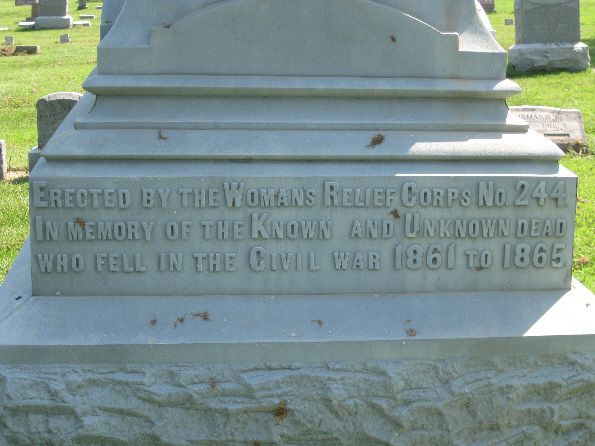 Erected by the Womans Relief Corps No. 244.
In memory of the Known and Unknown dead
who fell in the Civil war 1861 to 1865